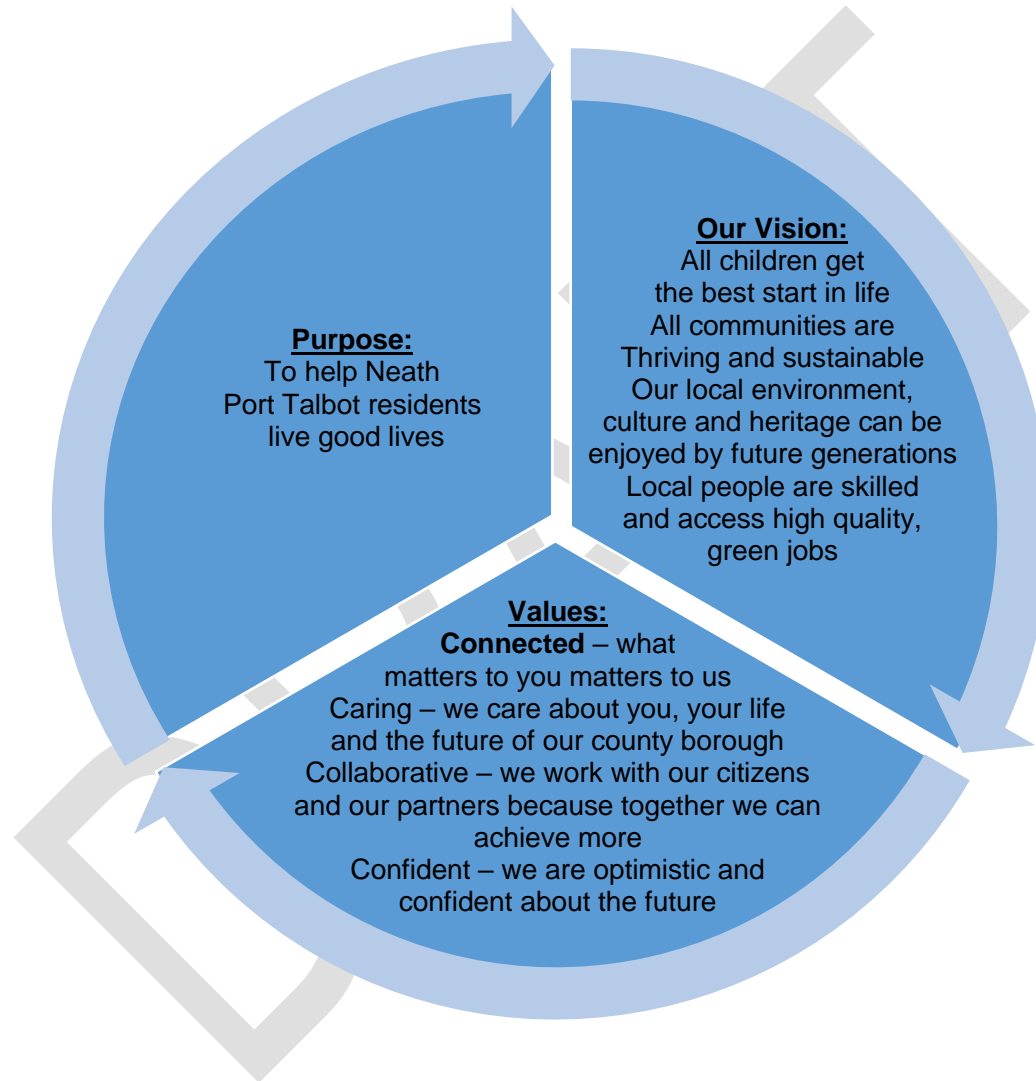 Purpose:
To help Neath
Port Talbot residents
live good lives
Our Vision:
All children get
the best start in life
All communities are
Thriving and sustainable
Our local environment,
culture and heritage can be
enjoyed by future generations
Local people are skilled
and access high quality,
green jobs
Values:
Connected – what
matters to you matters to us
Caring – we care about you, your life
and the future of our county borough
Collaborative – we work with our citizens
and our partners because together we can
achieve more
Confident – we are optimistic and
confident about the future